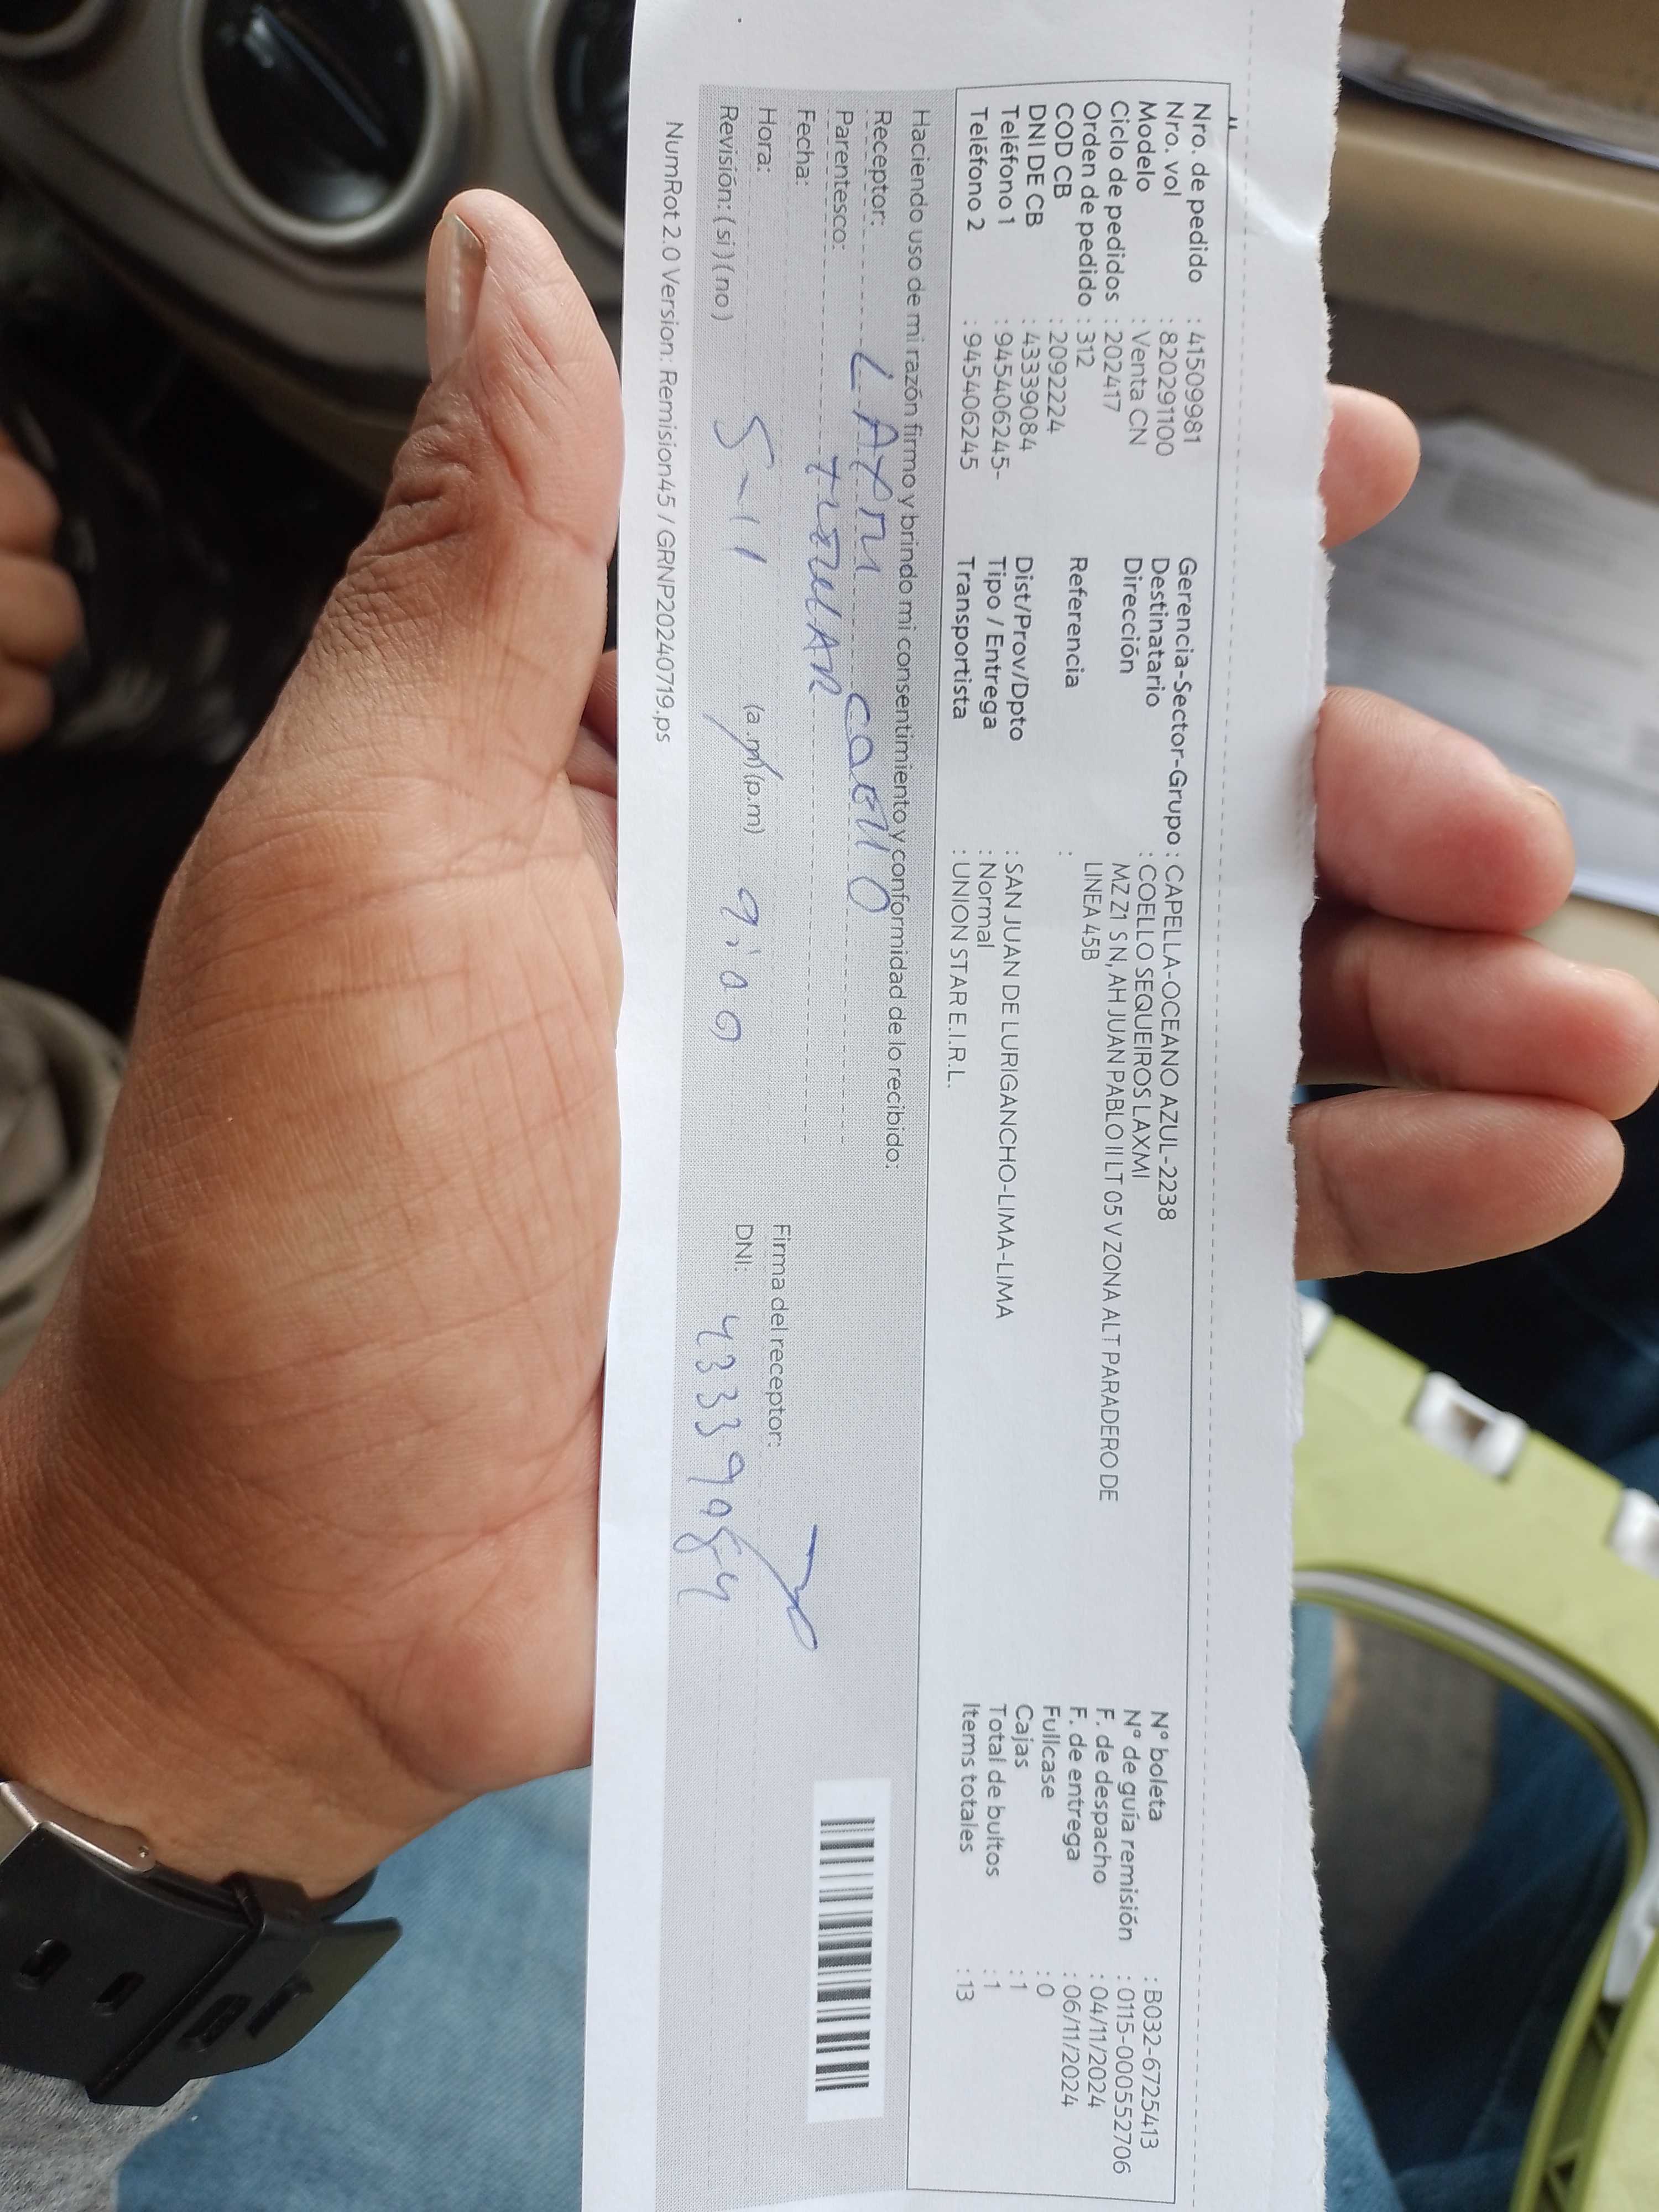 Nro. de pedido : 41509981
Nro. vol : 820291100
Modelo : Venta CN
Ciclo de pedidos : 202417
Orden de pedido : 312
COD CB : 2092224
DNI DE CB : 43339084
Teléfono 1 : 945406245-
Teléfono 2 : 945406245
Gerencia-Sector-Grupo : CAPELLA-OCEANO AZUL-2238
Destinatario : COELLO SEQUEIROS LAXMI
Dirección MZ Z1 S N, AH JUAN PABLO II LT 05 V ZONA ALT PARADERO DE
LINEA 45B
Referencia :
Dist/Prov/Dpto : SAN JUAN DE LURIGANCHO-LIMA-LIMA
Tipo / Entrega : Normal
Transportista : UNION STAR E.I.R.L.
N° boleta : B032-6725413
N° de guía remisión : 0115-000552706
F. de despacho : 04/11/2024
F. de entrega : 06/11/2024
Fullcase : 0
Cajas : 1
Total de bultos : 1
Items totales : 13
Haciendo uso de mi razón firmo y brindo mi consentimiento y conformidad de lo recibido:
Receptor: LAXMI COELLO
Parentesco: TITULAR
Fecha:
Hora: 5-11 (a.m) (p.m) 9:00
Revisión: ( si ) ( no )
Firma del receptor:
DNI: 43339084
NumRot 2.0 Version: Remision45 / GRNP20240719.ps